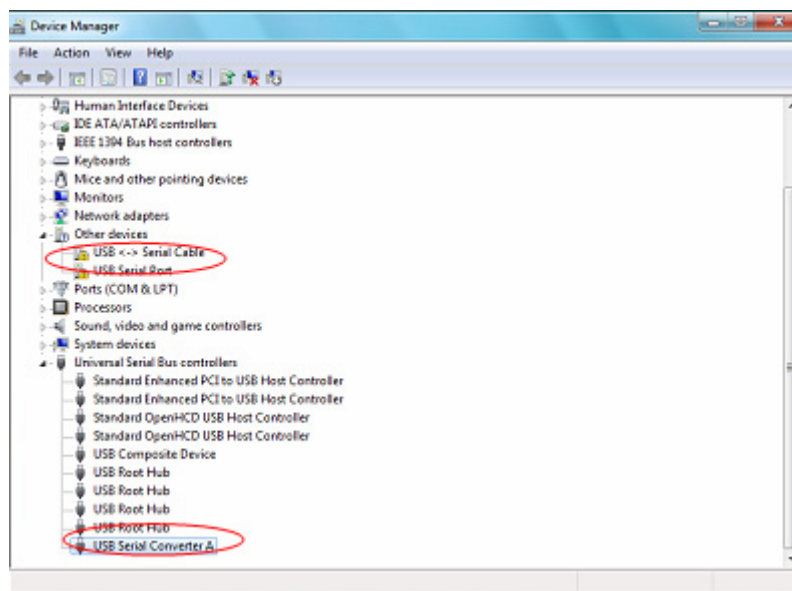 Device Manager
File Action View Help
Human Interface Devices
IDE ATA/ATAPI controllers
IEEE 1394 Bus host controllers
Keyboards
Mice and other pointing devices
Monitors
Network adapters
Other devices
USB <-> Serial Cable
USB Serial Port
Ports (COM & LPT)
Processors
Sound, video and game controllers
System devices
Universal Serial Bus controllers
Standard Enhanced PCI to USB Host Controller
Standard Enhanced PCI to USB Host Controller
Standard OpenHCD USB Host Controller
Standard OpenHCD USB Host Controller
USB Composite Device
USB Root Hub
USB Root Hub
USB Root Hub
USB Root Hub
USB Serial Converter A